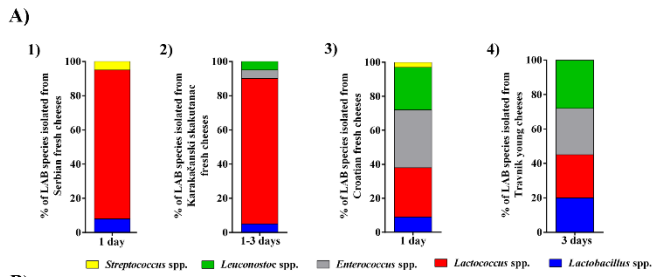 A)
1) 2) 3) 4)
% of LAB species isolated from
Serbian fresh cheeses
100
80
60
40
20
0
1 day
% of LAB species isolated from
Karakačanski skakutanac
fresh cheeses
100
80
60
40
20
0
1-3 days
% of LAB species isolated from
Croatian fresh cheeses
100
80
60
40
20
0
1 day
% of LAB species isolated from
Travnik young cheeses
100
80
60
40
20
0
3 days
Streptococcus spp. Leuconostoc spp. Enterococcus spp. Lactococcus spp. Lactobacillus spp.